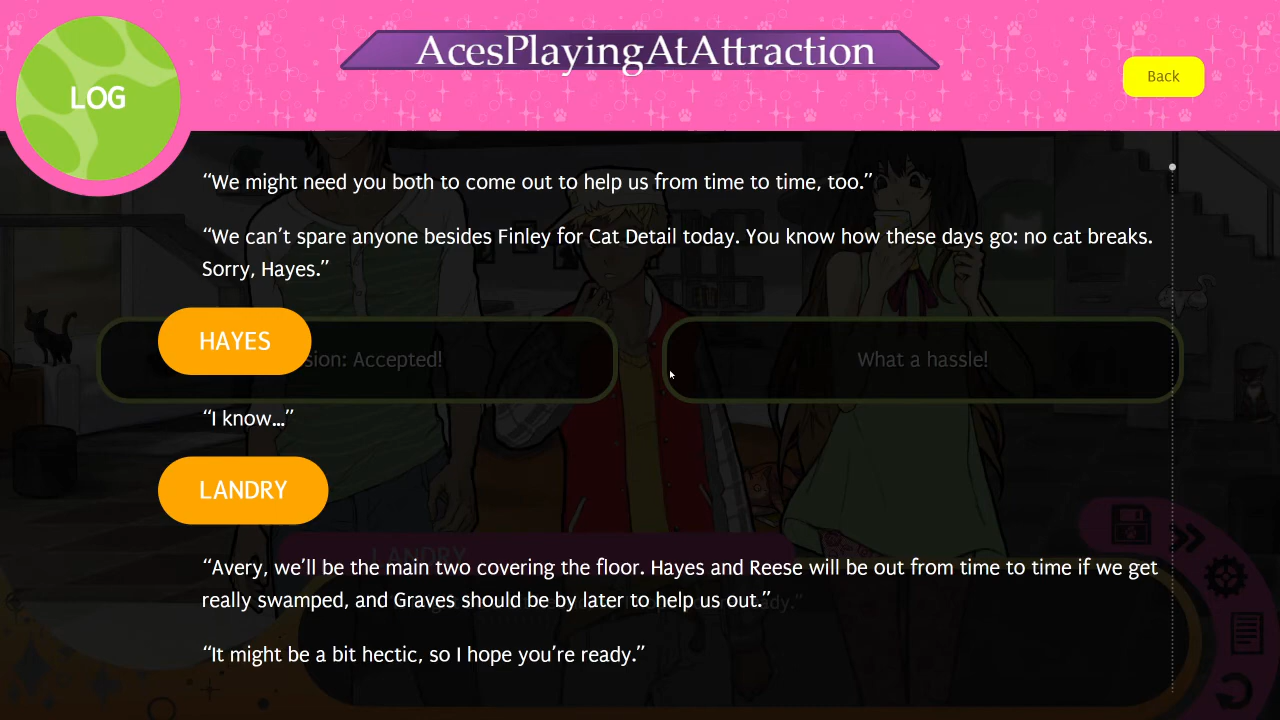 AcesPlayingAtAttraction
LOG
Back
“We might need you both to come out to help us from time to time, too.”
“We can’t spare anyone besides Finley for Cat Detail today. You know how these days go: no cat breaks.
Sorry, Hayes.”
HAYES
sion: Accepted!
What a hassle!
“I know…”
LANDRY
LANDRY
“Avery, we’ll be the main two covering the floor. Hayes and Reese will be out from time to time if we get
really swamped, and Graves should be by later to help us out.”
“It might be a bit hectic, so I hope you’re ready.”